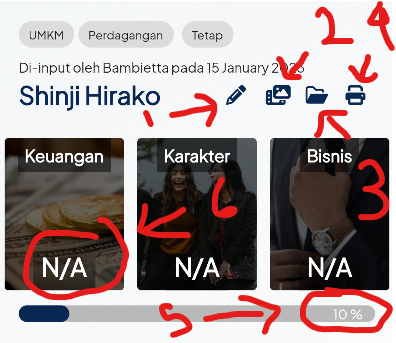 2 4
UMKM Perdagangan Tetap
Di-input oleh Bambietta pada 15 January 2025
Shinji Hirako
1
Keuangan Karakter Bisnis
6 3
N/A N/A N/A
5 10 %